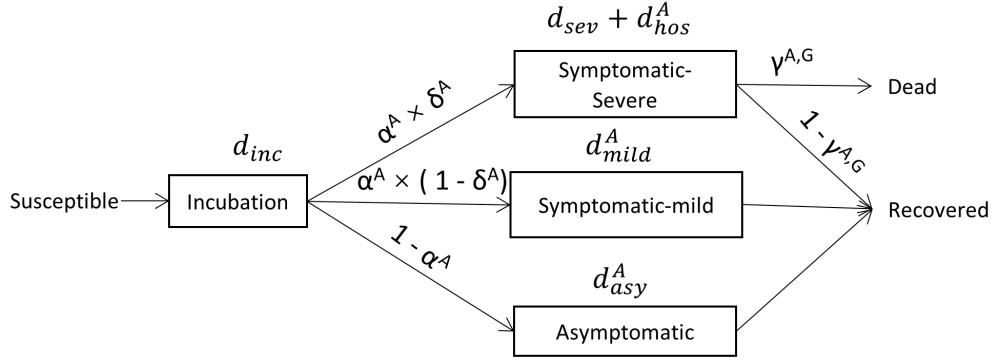 d_sev + d_hos^A
Symptomatic-
Severe
γ^A,G
Dead
α^A × δ^A
1 - γ^A,G
d_inc
d_mild^A
Susceptible
Incubation
α^A × ( 1 - δ^A)
Symptomatic-mild
Recovered
1 - α^A
d_asy^A
Asymptomatic